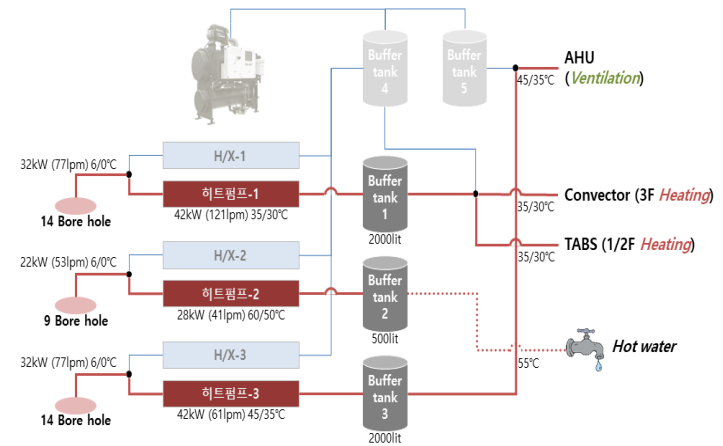 Buffer
tank
4
Buffer
tank
5
AHU
(Ventilation)
45/35℃
32kW (77lpm) 6/0℃
H/X-1
히트펌프-1
42kW (121lpm) 35/30℃
14 Bore hole
Buffer
tank
1
2000lit
Convector (3F Heating)
35/30℃
TABS (1/2F Heating)
35/30℃
22kW (53lpm) 6/0℃
H/X-2
히트펌프-2
28kW (41lpm) 60/50℃
9 Bore hole
Buffer
tank
2
500lit
Hot water
55℃
32kW (77lpm) 6/0℃
H/X-3
히트펌프-3
42kW (61lpm) 45/35℃
14 Bore hole
Buffer
tank
3
2000lit